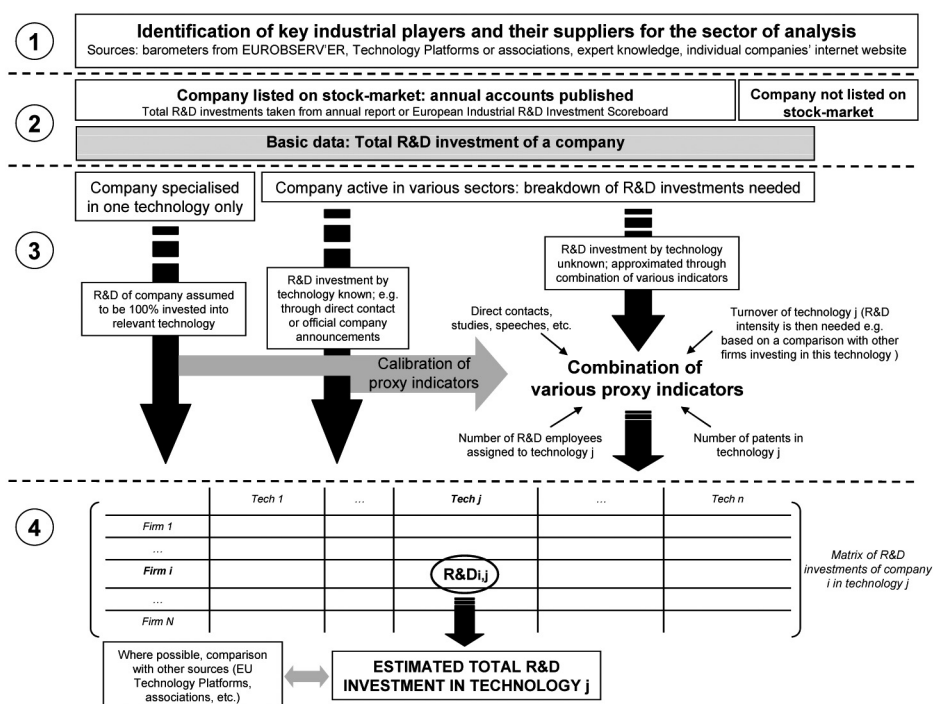 1
Identification of key industrial players and their suppliers for the sector of analysis
Sources: barometers from EUROBSERV'ER, Technology Platforms or associations, expert knowledge, individual companies' internet website
2
Company listed on stock-market: annual accounts published
Total R&D investments taken from annual report or European Industrial R&D Investment Scoreboard
Company not listed on
stock-market
Basic data: Total R&D investment of a company
3
Company specialised
in one technology only
Company active in various sectors: breakdown of R&D investments needed
R&D of company assumed
to be 100% invested into
relevant technology
R&D investment by
technology known; e.g.
through direct contact
or official company
announcements
R&D investment by technology
unknown; approximated through
combination of various indicators
Direct contacts,
studies, speeches, etc.
Turnover of technology j (R&D
intensity is then needed e.g.
based on a comparison with other
firms investing in this technology )
Calibration of
proxy indicators
Combination of
various proxy indicators
Number of R&D employees
assigned to technology j
Number of patents in
technology j
4
Tech 1 ... Tech j ... Tech n
Firm 1
...
Firm i
R&Di,j
...
Firm N
Matrix of R&D
investments of company
i in technology j
Where possible, comparison
with other sources (EU
Technology Platforms,
associations, etc.)
ESTIMATED TOTAL R&D
INVESTMENT IN TECHNOLOGY j